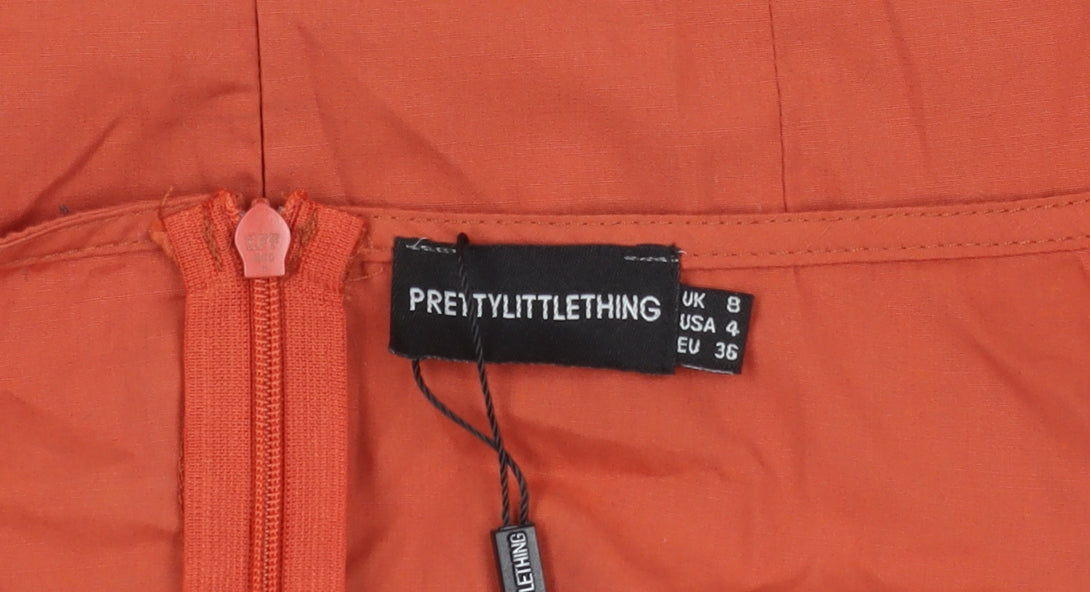 PRETTYLITTLETHING
UK 8
USA 4
EU 36
LETHING